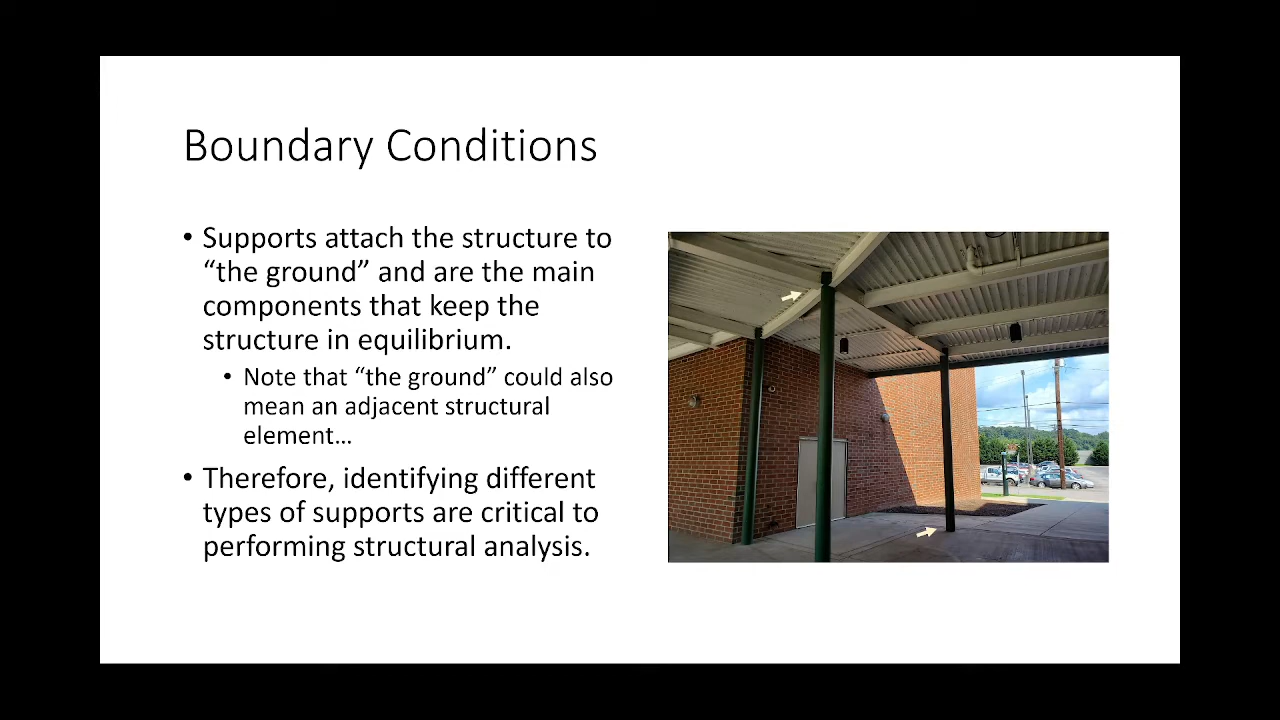 Boundary Conditions
• Supports attach the structure to
“the ground” and are the main
components that keep the
structure in equilibrium.
• Note that “the ground” could also
mean an adjacent structural
element…
• Therefore, identifying different
types of supports are critical to
performing structural analysis.